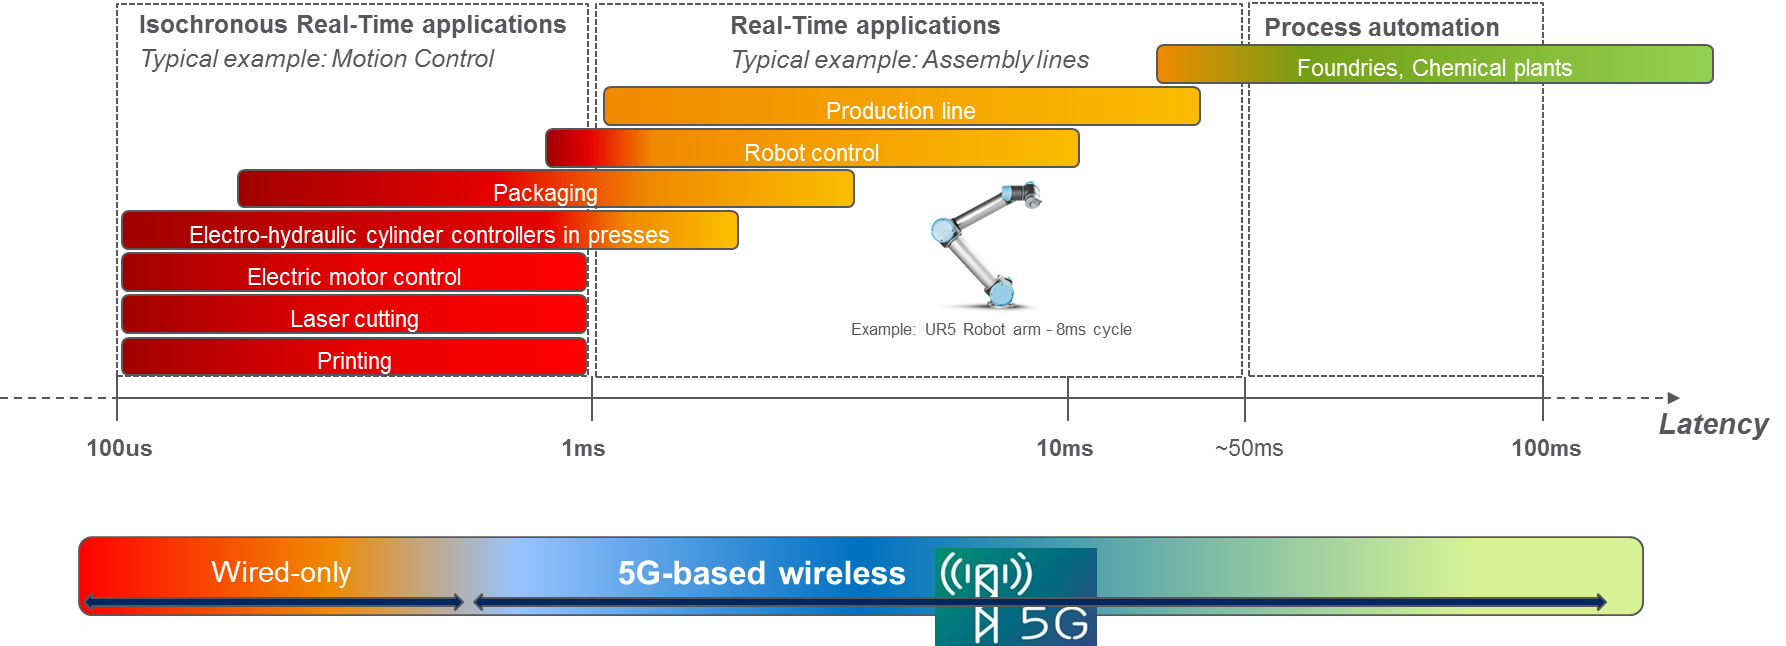 Isochronous Real-Time applications
Typical example: Motion Control
Real-Time applications
Typical example: Assembly lines
Process automation
Foundries, Chemical plants
Production line
Robot control
Packaging
Electro-hydraulic cylinder controllers in presses
Electric motor control
Laser cutting
Printing
Example: UR5 Robot arm - 8ms cycle
Latency
100us
1ms
10ms
~50ms
100ms
Wired-only
5G-based wireless
5G